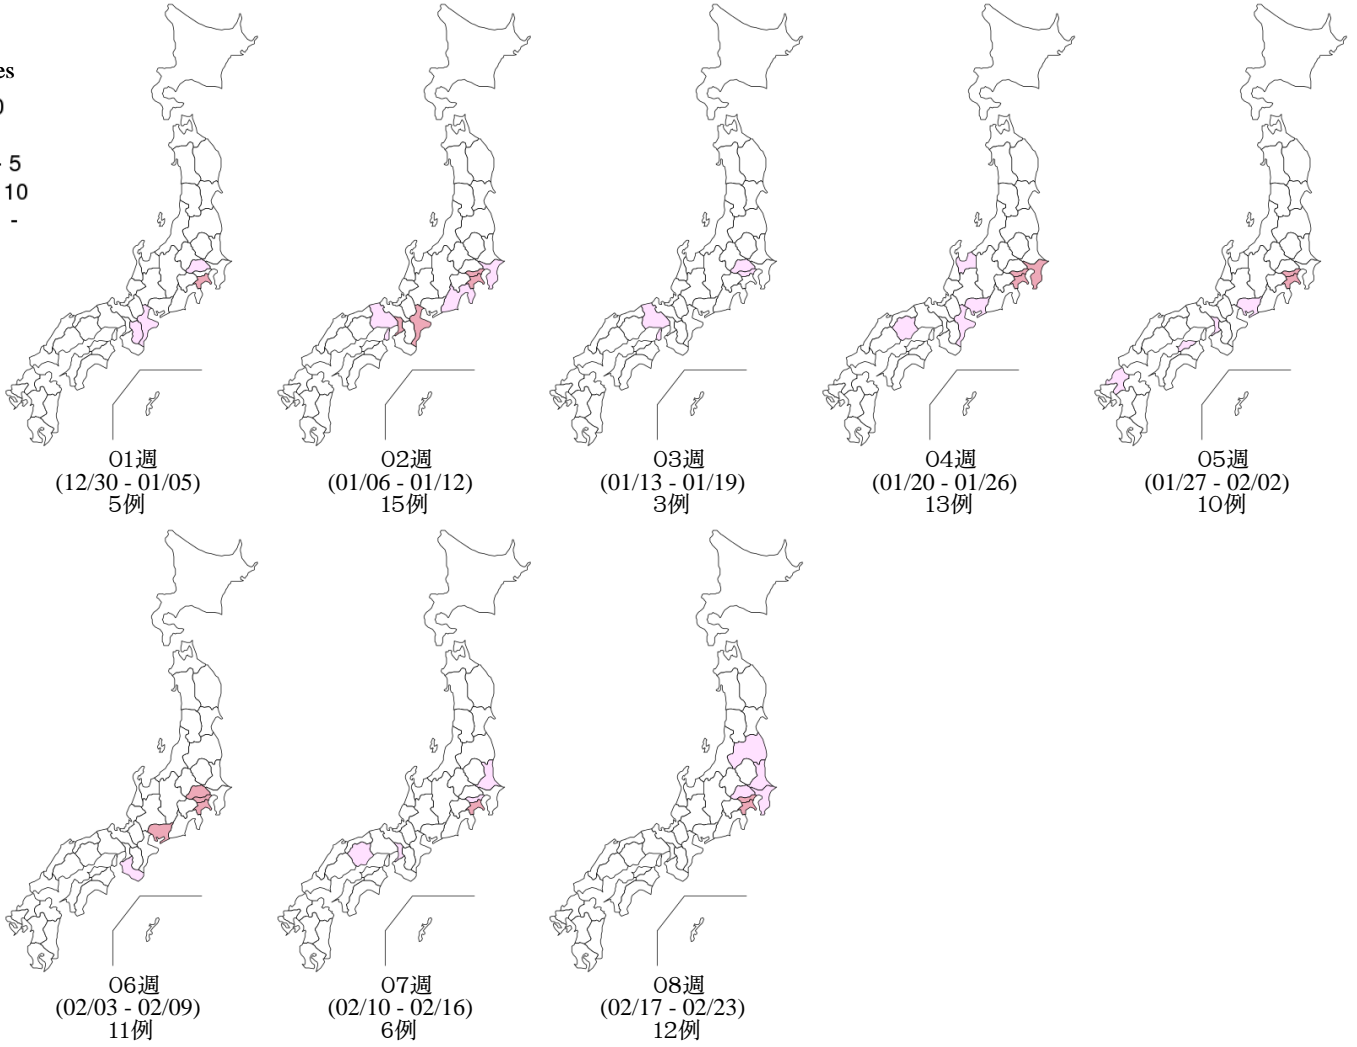 es
0
- 5
10
-
01週
(12/30 - 01/05)
5例
02週
(01/06 - 01/12)
15例
03週
(01/13 - 01/19)
3例
04週
(01/20 - 01/26)
13例
05週
(01/27 - 02/02)
10例
06週
(02/03 - 02/09)
11例
07週
(02/10 - 02/16)
6例
08週
(02/17 - 02/23)
12例